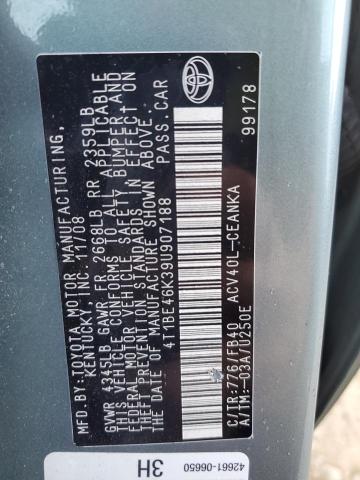 MFD BY:TOYOTA MOTOR MANUFACTURING,
KENTUCKY, INC. 11/08
GVWR 4345LB GAWR FR 2668LB RR 2359LB
THIS VEHICLE CONFORMS TO ALL APPLICABLE
FEDERAL MOTOR VEHICLE SAFETY, BUMPER AND
THEFT PREVENTION STANDARDS IN EFFECT ON
THE DATE OF MANUFACTURE SHOWN ABOVE.
4T1BE46K39U907188 PASS.CAR
C/TR:776/FB40 ACV40L-CEANKA
A/TM:-03A/U250E 99178
42661-06650
3H